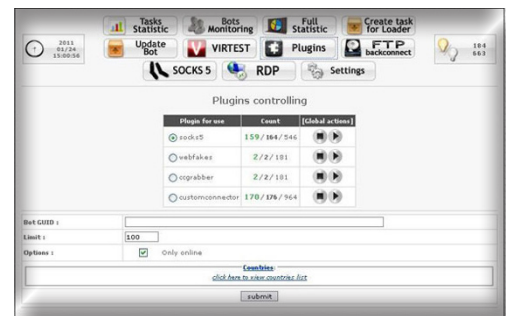 Tasks Statistic
Bots Monitoring
Full Statistic
Create task for Loader
2011
01/24
15:00:56
Update Bot
VIRTEST
Plugins
FTP backconnect
184
663
SOCKS 5
RDP
Settings
Plugins controlling
Plugin for use Count [Global actions]
socks5 159/164/546
webfakes 2/2/181
ccgrabber 2/2/181
customconnector 170/176/964
Bot GUID :
Limit : 100
Options : Only online
Countries:
click here to view countries list
submit